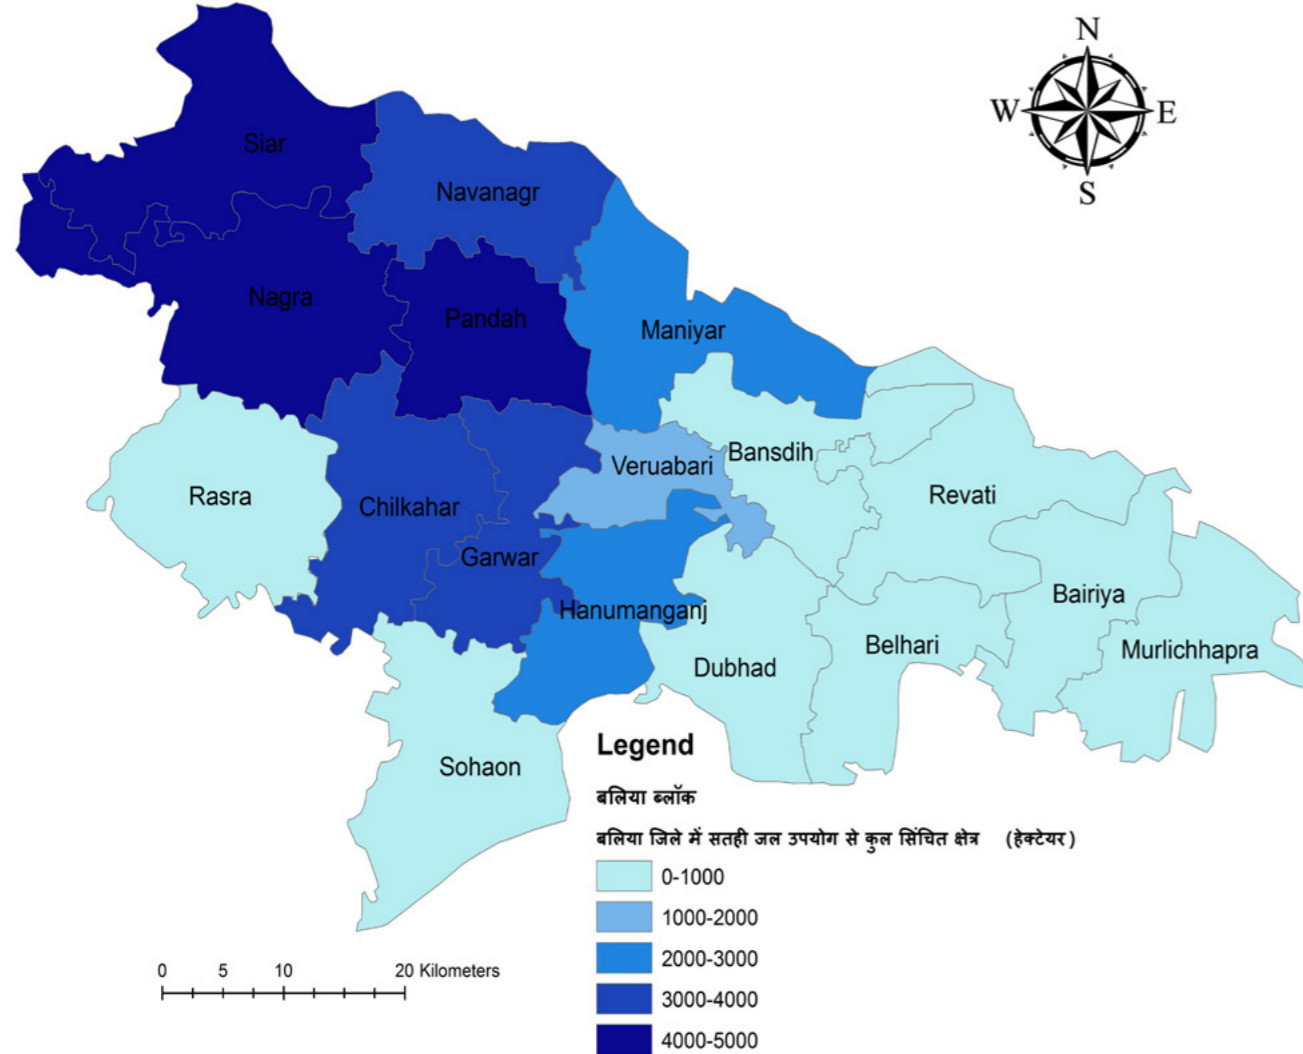 N
W E
S
Siar
Navanagr
Nagra
Pandah
Maniyar
Bansdih
Veruabari
Rasra
Revati
Chilkahar
Garwar
Bairiya
Hanumanganj
Belhari
Murlichhapra
Dubhad
Sohaon
Legend
बलिया ब्लॉक
बलिया जिले में सतही जल उपयोग से कुल सिंचित क्षेत्र (हेक्टेयर)
0-1000
1000-2000
2000-3000
3000-4000
4000-5000
0 5 10 20 Kilometers